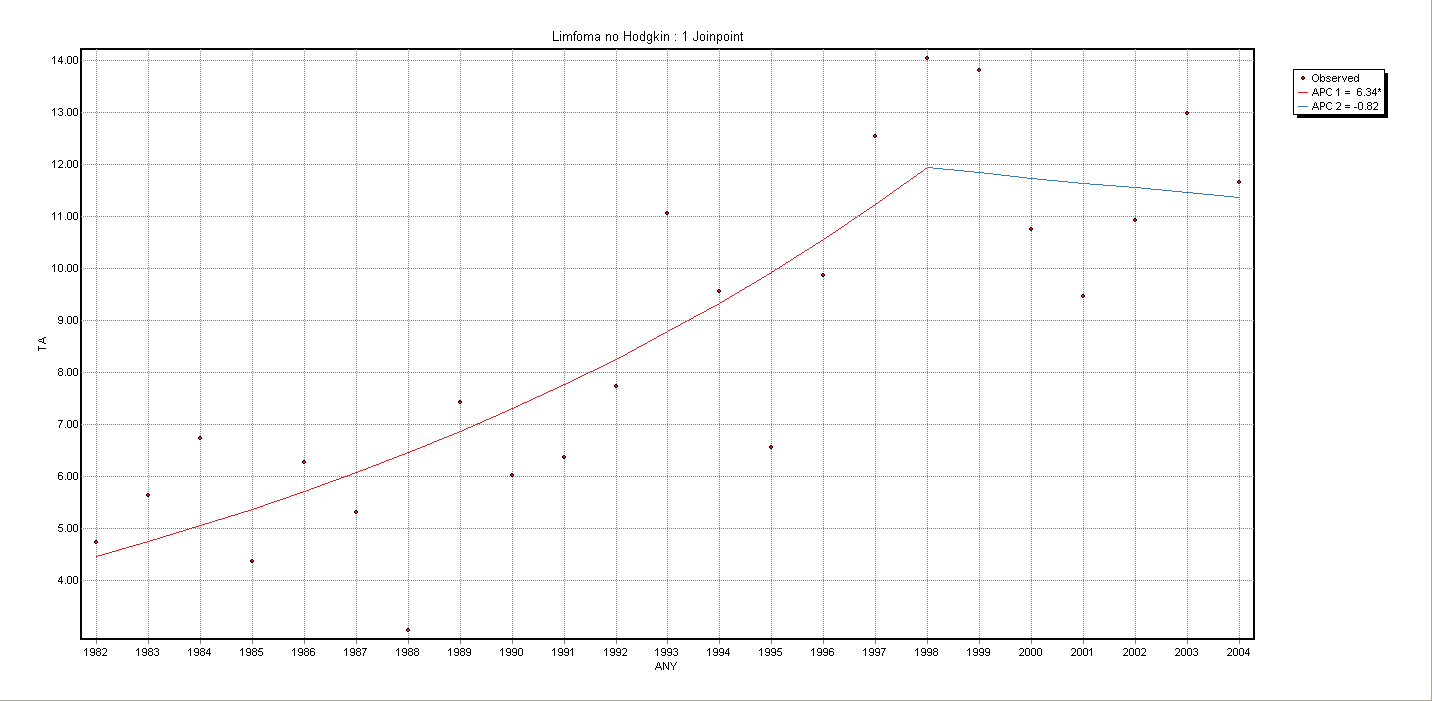 Limfoma no Hodgkin : 1 Joinpoint
14.00
13.00
12.00
11.00
10.00
9.00
8.00
7.00
6.00
5.00
4.00
TA
1982 1983 1984 1985 1986 1987 1988 1989 1990 1991 1992 1993 1994 1995 1996 1997 1998 1999 2000 2001 2002 2003 2004
ANY
Observed
APC 1 = 6.34*
APC 2 = -0.82